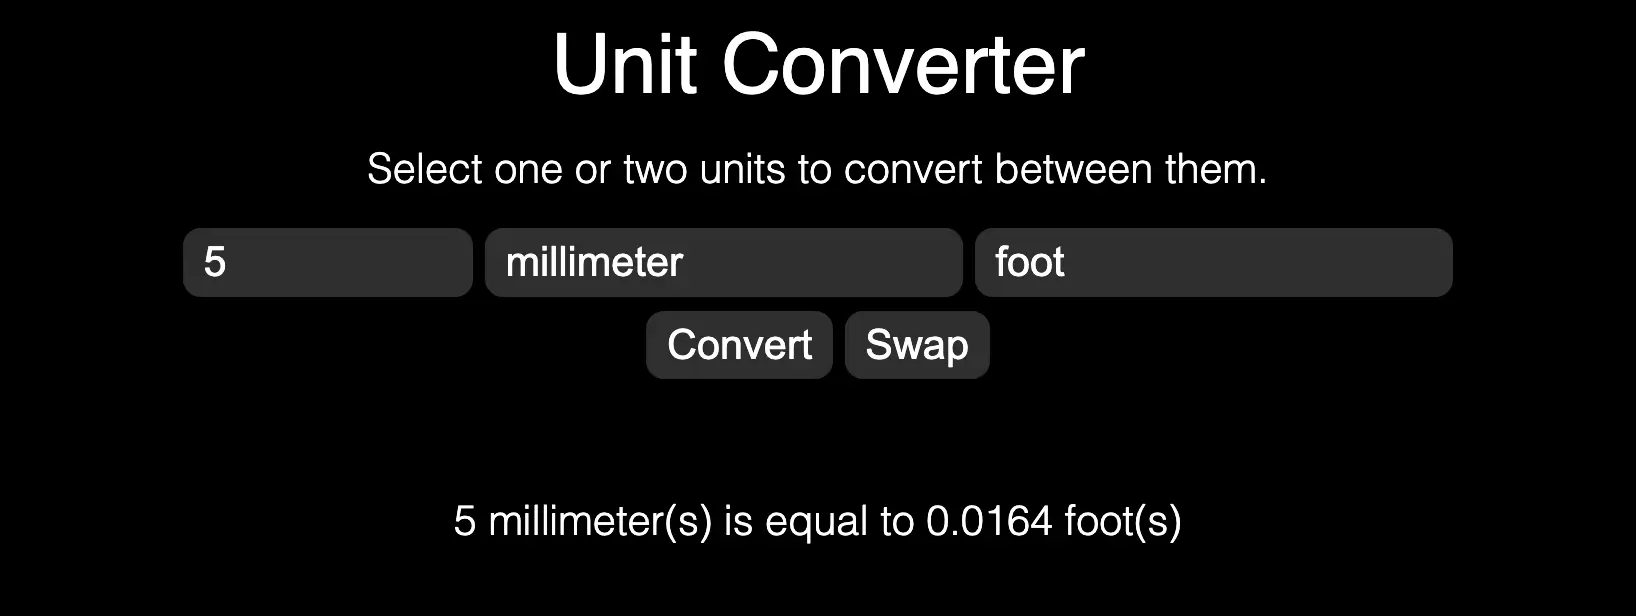 Unit Converter
Select one or two units to convert between them.
5 millimeter foot
Convert Swap
5 millimeter(s) is equal to 0.0164 foot(s)